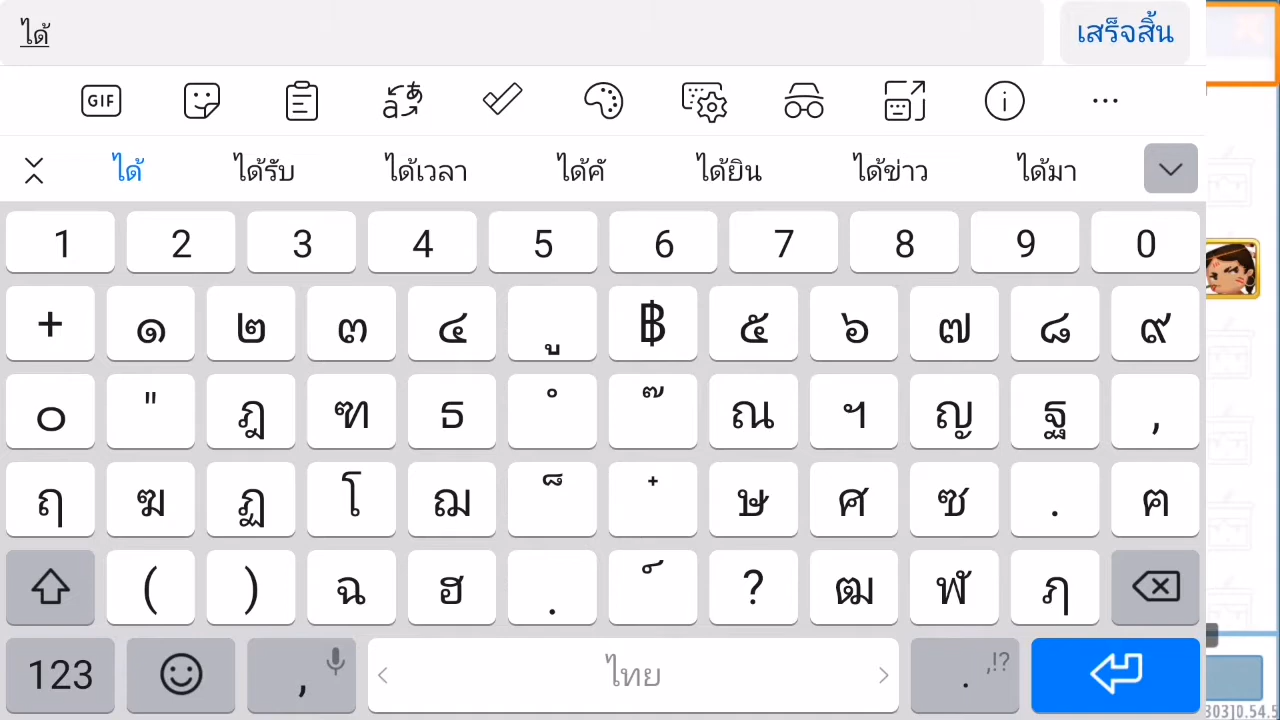 ได้ เสร็จสิ้น
GIF
ได้ ได้รับ ได้เวลา ได้คั ได้ยิน ได้ข่าว ได้มา
1 2 3 4 5 6 7 8 9 0
+ ๑ ๒ ๓ ๔ ู ฿ ๕ ๖ ๗ ๘ ๙
๐ " ฎ ฑ ธ ํ ๊ ณ ฯ ญ ฐ ,
ฤ ฆ ฏ โ ฌ ็ ๋ ษ ศ ซ . ฅ
( ) ฉ ฮ ฺ ์ ? ฒ ฬ ฦ
123 , ไทย . ,!?
303]0.54.5